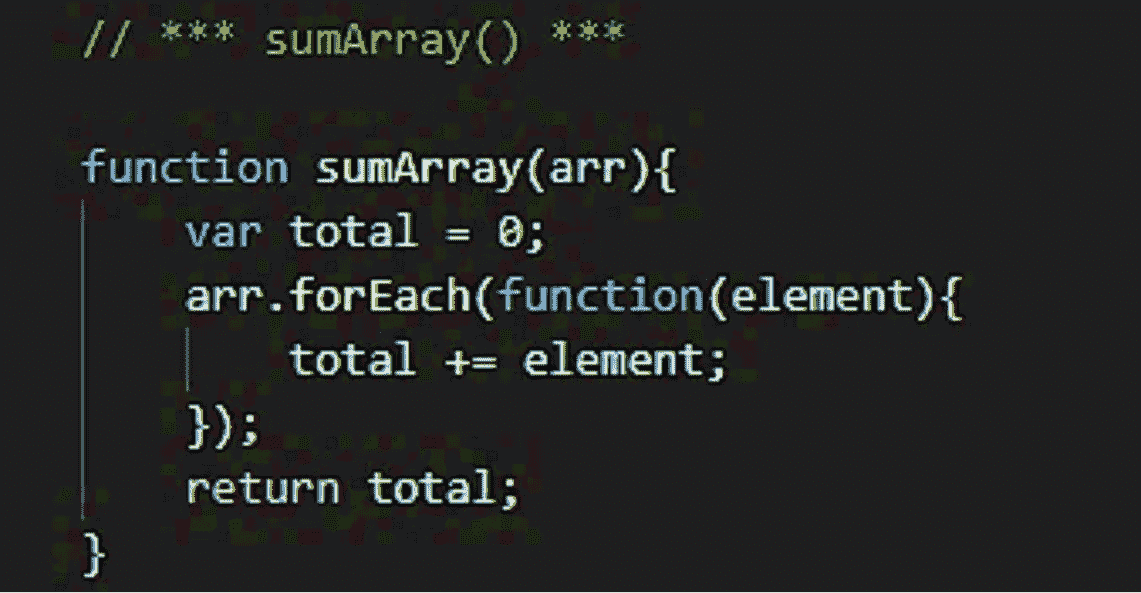 // *** sumArray() ***
function sumArray(arr){
    var total = 0;
    arr.forEach(function(element){
        total += element;
    });
    return total;
}